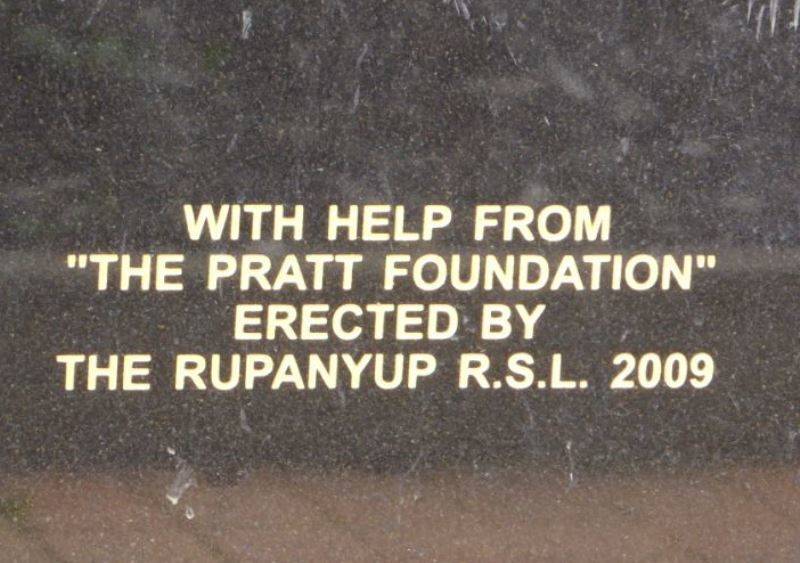 WITH HELP FROM
"THE PRATT FOUNDATION"
ERECTED BY
THE RUPANYUP R.S.L. 2009